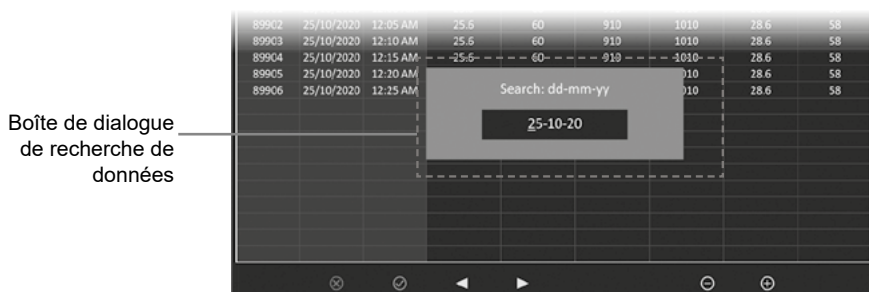 89902 25/10/2020 12:05 AM 25.6 60 910 1010 28.6 58
89903 25/10/2020 12:10 AM 25.6 60 910 1010 28.6 58
89904 25/10/2020 12:15 AM 25.6 60 910 1010 28.6 58
89905 25/10/2020 12:20 AM 010 28.6 58
89906 25/10/2020 12:25 AM 010 28.6 58
Search: dd-mm-yy
25-10-20
Boîte de dialogue
de recherche de
données